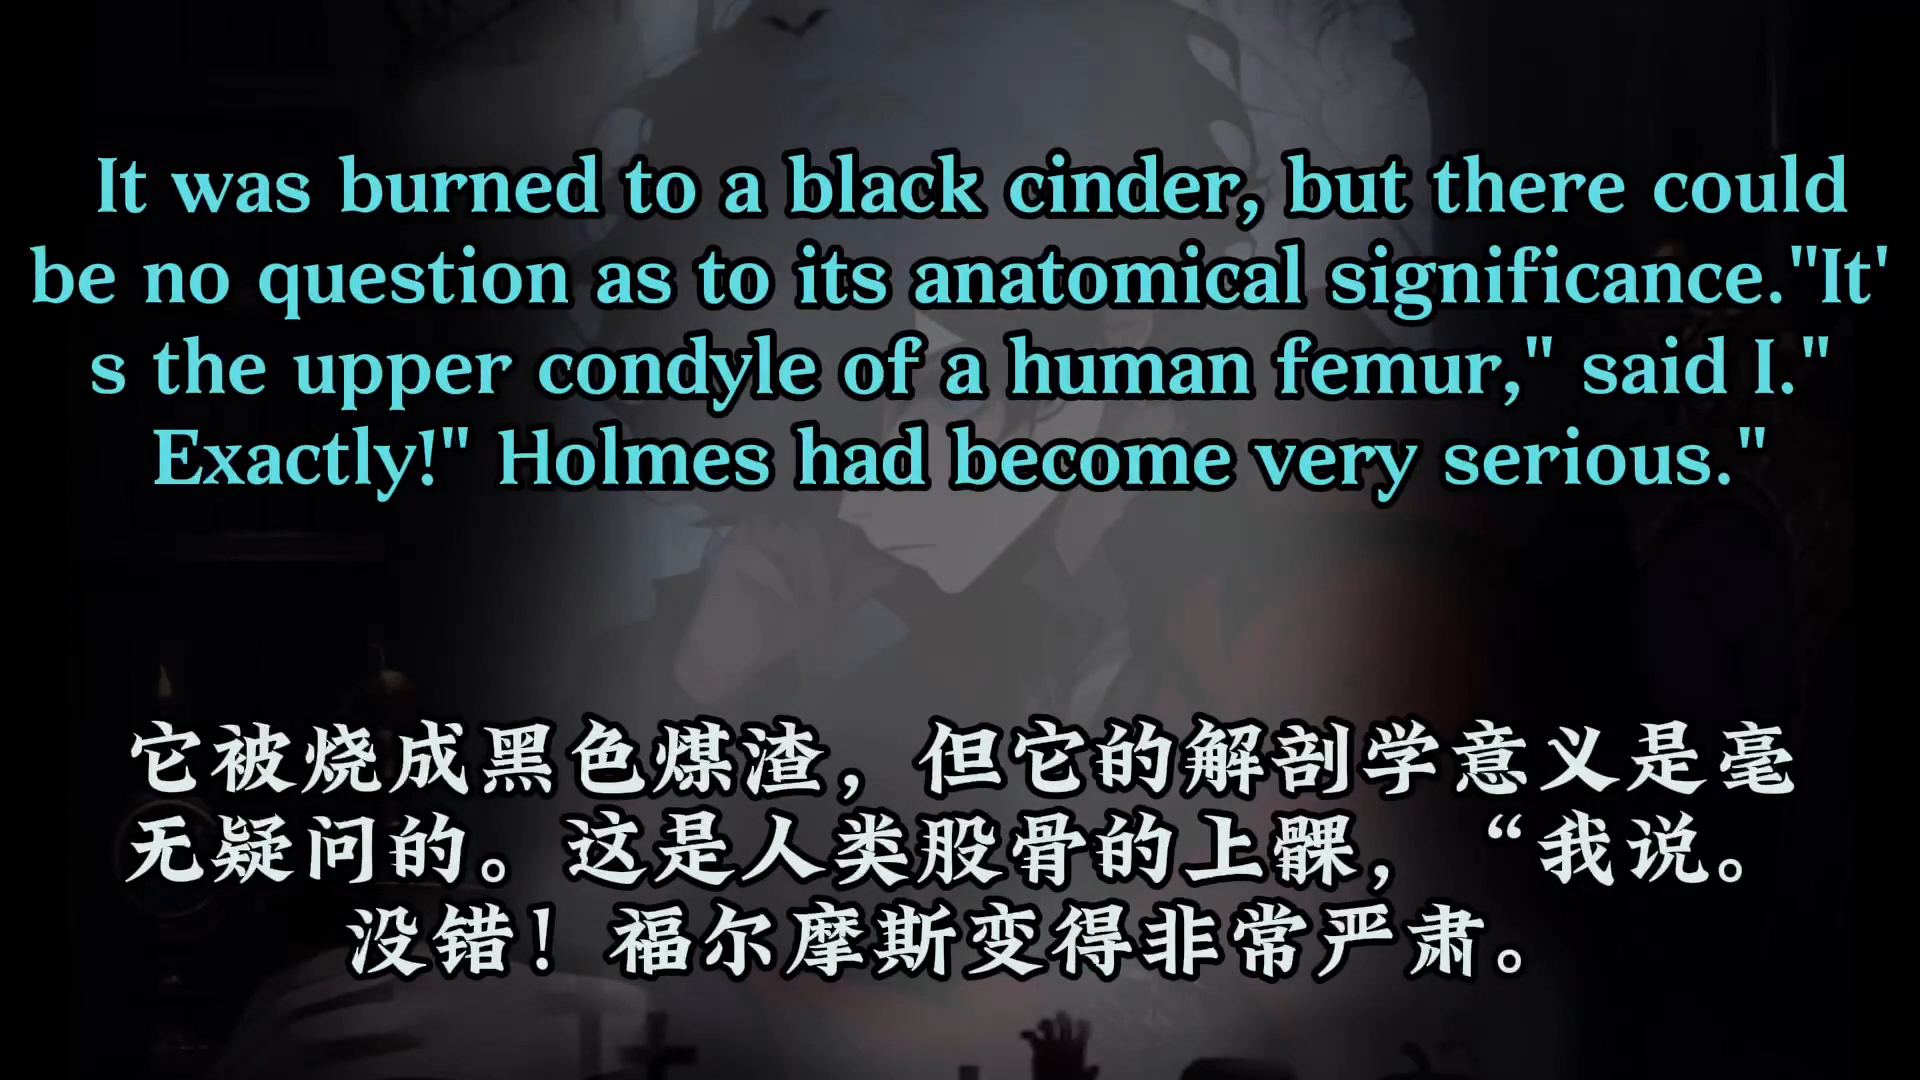 It was burned to a black cinder, but there could
be no question as to its anatomical significance."It'
s the upper condyle of a human femur," said I."
Exactly!" Holmes had become very serious."
它被烧成黑色煤渣，但它的解剖学意义是毫
无疑问的。这是人类股骨的上髁，“我说。
没错！福尔摩斯变得非常严肃。